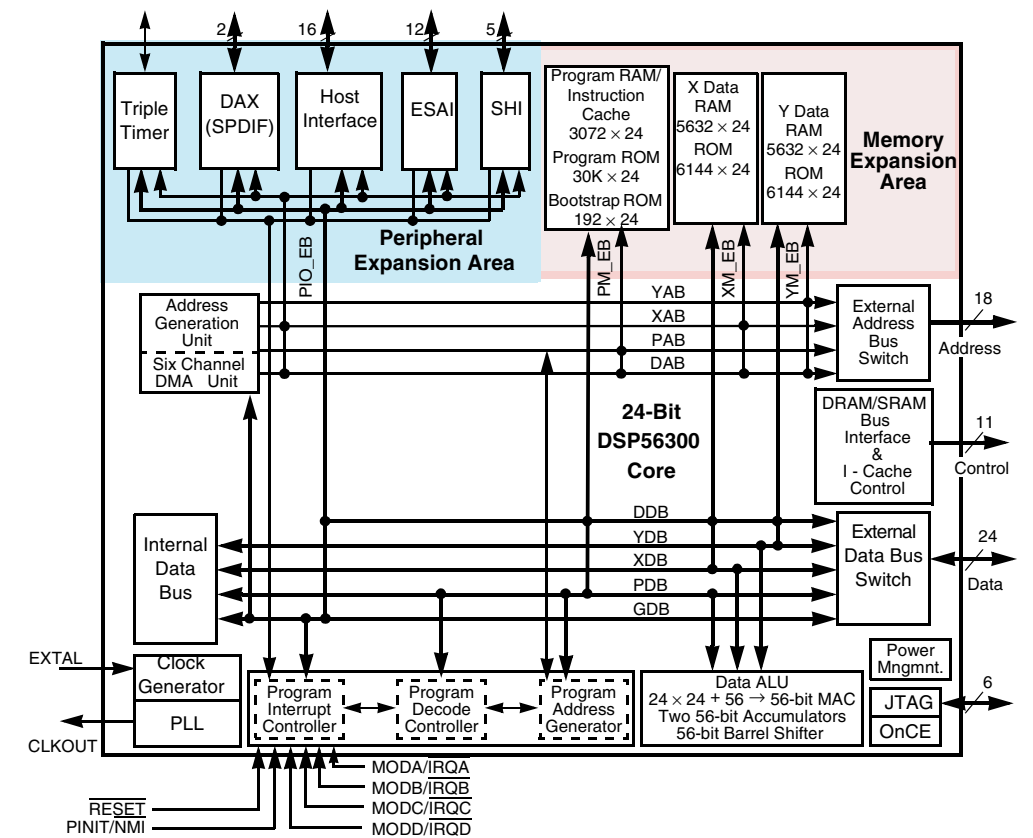 2
16
12
5
Triple
Timer
DAX
(SPDIF)
Host
Interface
ESAI
SHI
Program RAM/
Instruction
Cache
3072 × 24
Program ROM
30K × 24
Bootstrap ROM
192 × 24
X Data
RAM
5632 × 24
ROM
6144 × 24
Y Data
RAM
5632 × 24
ROM
6144 × 24
Memory
Expansion
Area
Peripheral
Expansion Area
PIO_EB
PM_EB
XM_EB
YM_EB
Address
Generation
Unit
Six Channel
DMA Unit
YAB
XAB
PAB
DAB
External
Address
Bus
Switch
18
Address
24-Bit
DSP56300
Core
DRAM/SRAM
Bus
Interface
&
I - Cache
Control
11
Control
Internal
Data
Bus
DDB
YDB
XDB
PDB
GDB
External
Data Bus
Switch
24
Data
EXTAL
Clock
Generator
PLL
CLKOUT
Program
Interrupt
Controller
Program
Decode
Controller
Program
Address
Generator
Data ALU
24 × 24 + 56 → 56-bit MAC
Two 56-bit Accumulators
56-bit Barrel Shifter
Power
Mngmnt.
JTAG
OnCE
6
MODA/IRQA
MODB/IRQB
MODC/IRQC
MODD/IRQD
RESET
PINIT/NMI